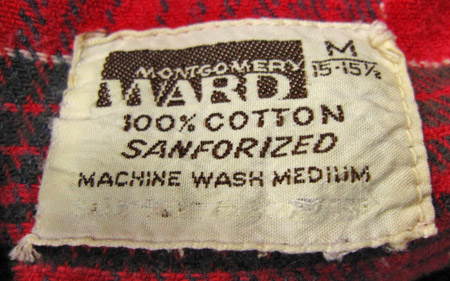 MONTGOMERY
WARD
M
15-15½
100% COTTON
SANFORIZED
MACHINE WASH MEDIUM